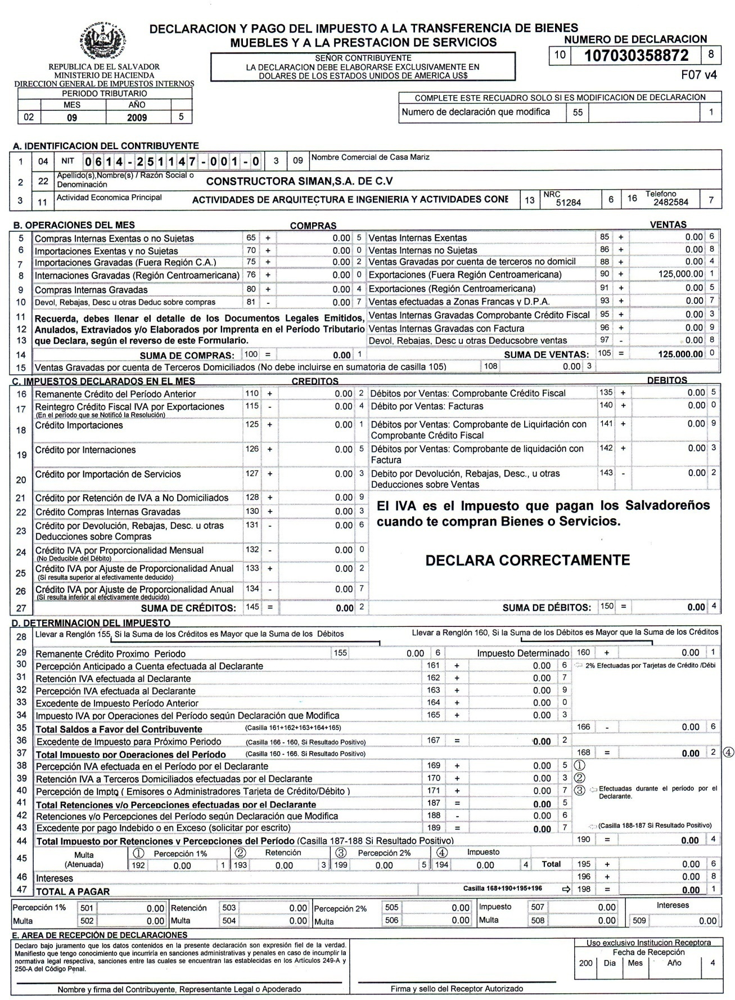 DECLARACION Y PAGO DEL IMPUESTO A LA TRANSFERENCIA DE BIENES
MUEBLES Y A LA PRESTACION DE SERVICIOS
NUMERO DE DECLARACION
10 107030358872 8
F07 v4
SEÑOR CONTRIBUYENTE
LA DECLARACION DEBE ELABORARSE EXCLUSIVAMENTE EN
DOLARES DE LOS ESTADOS UNIDOS DE AMERICA US$
REPUBLICA DE EL SALVADOR
MINISTERIO DE HACIENDA
DIRECCION GENERAL DE IMPUESTOS INTERNOS
PERIODO TRIBUTARIO
MES AÑO
02 09 2009 5
COMPLETE ESTE RECUADRO SOLO SI ES MODIFICACION DE DECLARACION
Numero de declaración que modifica 55 1
A. IDENTIFICACION DEL CONTRIBUYENTE
1 04 NIT 0614-251147-001-0 3 09 Nombre Comercial de Casa Mariz
2 22 Apellido(s),Nombre(s) / Razón Social o
Denominación CONSTRUCTORA SIMAN,S.A. DE C.V
3 11 Actividad Economica Principal ACTIVIDADES DE ARQUITECTURA E INGENIERIA Y ACTIVIDADES CONE 13 NRC 51284 6 16 Telefono 2482584 7
B. OPERACIONES DEL MES COMPRAS VENTAS
5 Compras Internas Exentas o no Sujetas 65 + 0.00 5 Ventas Internas Exentas 85 + 0.00 6
6 Importaciones Exentas y no Sujetas 70 + 0.00 0 Ventas Internas no Sujetas 86 + 0.00 8
7 Importaciones Gravadas (Fuera Región C.A.) 75 + 0.00 2 Ventas Gravadas por cuenta de terceros no domicil 88 + 0.00 4
8 Internaciones Gravadas (Región Centroamericana) 76 + 0.00 0 Exportaciones (Fuera Región Centroamericana) 90 + 125,000.00 1
9 Compras Internas Gravadas 80 + 0.00 4 Exportaciones (Región Centroamericana) 91 + 0.00 5
10 Devol, Rebajas, Desc u otras Deduc sobre compras 81 - 0.00 7 Ventas efectuadas a Zonas Francas y D.P.A. 93 + 0.00 7
11 Recuerda, debes llenar el detalle de los Documentos Legales Emitidos, Ventas Internas Gravadas Comprobante Crédito Fiscal 95 + 0.00 3
12 Anulados, Extraviados y/o Elaborados por Imprenta en el Período Tributario Ventas Internas Gravadas con Factura 96 + 0.00 9
13 que Declara, según el reverso de este Formulario. Devol, Rebajas, Desc u otras Deducsobre ventas 97 - 0.00 8
14 SUMA DE COMPRAS: 100 = 0.00 1 SUMA DE VENTAS: 105 = 125.000.00 0
15 Ventas Gravadas por cuenta de Terceros Domiciliados (No debe incluirse en sumatoria de casilla 105) 108 0.00 3
C. IMPUESTOS DECLARADOS EN EL MES CREDITOS DEBITOS
16 Remanente Crédito del Período Anterior 110 + 0.00 2 Débitos por Ventas: Comprobante Crédito Fiscal 135 + 0.00 5
17 Reintegro Crédito Fiscal IVA por Exportaciones 115 - 0.00 4 Débito por Ventas: Facturas 140 + 0.00 0
(En el período que se Notificó la Resolución)
18 Crédito Importaciones 125 + 0.00 1 Débitos por Ventas: Comprobante de Liquidación con 141 + 0.00 9
Comprobante Crédito Fiscal
19 Crédito por Internaciones 126 + 0.00 5 Débitos por Ventas: Comprobante de liquidación con 142 + 0.00 3
Factura
20 Crédito por Importación de Servicios 127 + 0.00 3 Debito por Devolución, Rebajas, Desc., u otras 143 - 0.00 2
Deducciones sobre Ventas
21 Crédito por Retención de IVA a No Domiciliados 128 + 0.00 9
22 Crédito Compras Internas Gravadas 130 + 0.00 3
El IVA es el Impuesto que pagan los Salvadoreños
cuando te compran Bienes o Servicios.
23 Crédito por Devolución, Rebajas, Desc. u otras 131 - 0.00 6
Deducciones sobre Compras
24 Crédito IVA por Proporcionalidad Mensual 132 - 0.00 0
(No Deducible del Débito)
DECLARA CORRECTAMENTE
25 Crédito IVA por Ajuste de Proporcionalidad Anual 133 + 0.00 2
(Sí resulta superior al efectivamente deducido)
26 Crédito IVA por Ajuste de Proporcionalidad Anual 134 - 0.00 7
(Sí resulta inferior al efectivamente deducido)
27 SUMA DE CRÉDITOS: 145 = 0.00 2 SUMA DE DÉBITOS: 150 = 0.00 4
D. DETERMINACION DEL IMPUESTO
28 Llevar a Renglón 155, Si la Suma de los Créditos es Mayor que la Suma de los Débitos Llevar a Renglón 160, Si la Suma de los Débitos es Mayor que la Suma de los Créditos
29 Remanente Crédito Proximo Periodo 155 0.00 6 Impuesto Determinado 160 + 0.00 1
30 Percepción Anticipado a Cuenta efectuada al Declarante 161 + 0.00 6 2% Efectuadas por Tarjetas de Crédito /Débi
31 Retención IVA efectuada al Declarante 162 + 0.00 7
32 Percepción IVA efectuada al Declarante 163 + 0.00 9
33 Excedente de Impuesto Período Anterior 164 + 0.00 0
34 Impuesto IVA por Operaciones del Período según Declaración que Modifica 165 + 0.00 3
35 Total Saldos a Favor del Contribuvente (Casilla 161+162+163+164+165) 166 - 0.00 6
36 Excedente de Impuesto para Próximo Periodo (Casilla 166 - 160, Si Resultado Positivo) 167 = 0.00 2
37 Total Impuesto por Operaciones del Período (Casilla 160 - 166. Si Resultado Positivo) 168 = 0.00 2 ④
38 Percepción IVA efectuada en el Período por el Declarante 169 + 0.00 5 ①
39 Retención IVA a Terceros Domiciliados efectuadas por el Declarante 170 + 0.00 3 ②
40 Percepción de Impto ( Emisores o Administradores Tarjeta de Crédito/Débito ) 171 + 0.00 7 ③ Efectuadas durante el período por el
Declarante.
41 Total Retenciones v/o Percepciones efectuadas por el Declarante 187 = 0.00 5
42 Retenciones y/o Percepciones del Período según Declaración que Modifica 188 - 0.00 6
43 Excedente por pago Indebido o en Exceso (solicitar por escrito) 189 = 0.00 7 (Casilla 188-187 Si Resultado Positivo)
44 Total Impuesto por Retenciones v Percepciones del Período (Casilla 187-188 Si Resultado Positivo) 190 = 0.00 4
45 Multa ① Percepción 1% ② Retención ③ Percepción 2% ④ Impuesto
(Atenuada) 192 0.00 1 193 0.00 3 199 0.00 5 194 0.00 4 Total 195 + 0.00 6
46 Intereses 196 + 0.00 8
47 TOTAL A PAGAR Casilla 168+190+195+196 ⇨ 198 = 0.00 1
Percepción 1% 501 0.00 Retención 503 0.00 Percepción 2% 505 0.00 Impuesto 507 0.00 Intereses
Multa 502 0.00 Multa 504 0.00 Multa 506 0.00 Multa 508 0.00 509 0.00
E. AREA DE RECEPCIÓN DE DECLARACIONES
Declaro bajo juramento que los datos contenidos en la presente declaración son expresión fiel de la verdad.
Manifiesto que tengo conocimiento que incurriría en sanciones administrativas y penales en caso de incumplir la
normativa legal respectiva, sanciones entre las cuales se encuentran las establecidas en los Artículos 249-A y
250-A del Código Penal.
Uso exclusivo Institucion Receptora
Fecha de Recepción
200 Dia Mes Año 4
Nombre y firma del Contribuyente, Representante Legal o Apoderado
Firma y sello del Receptor Autorizado